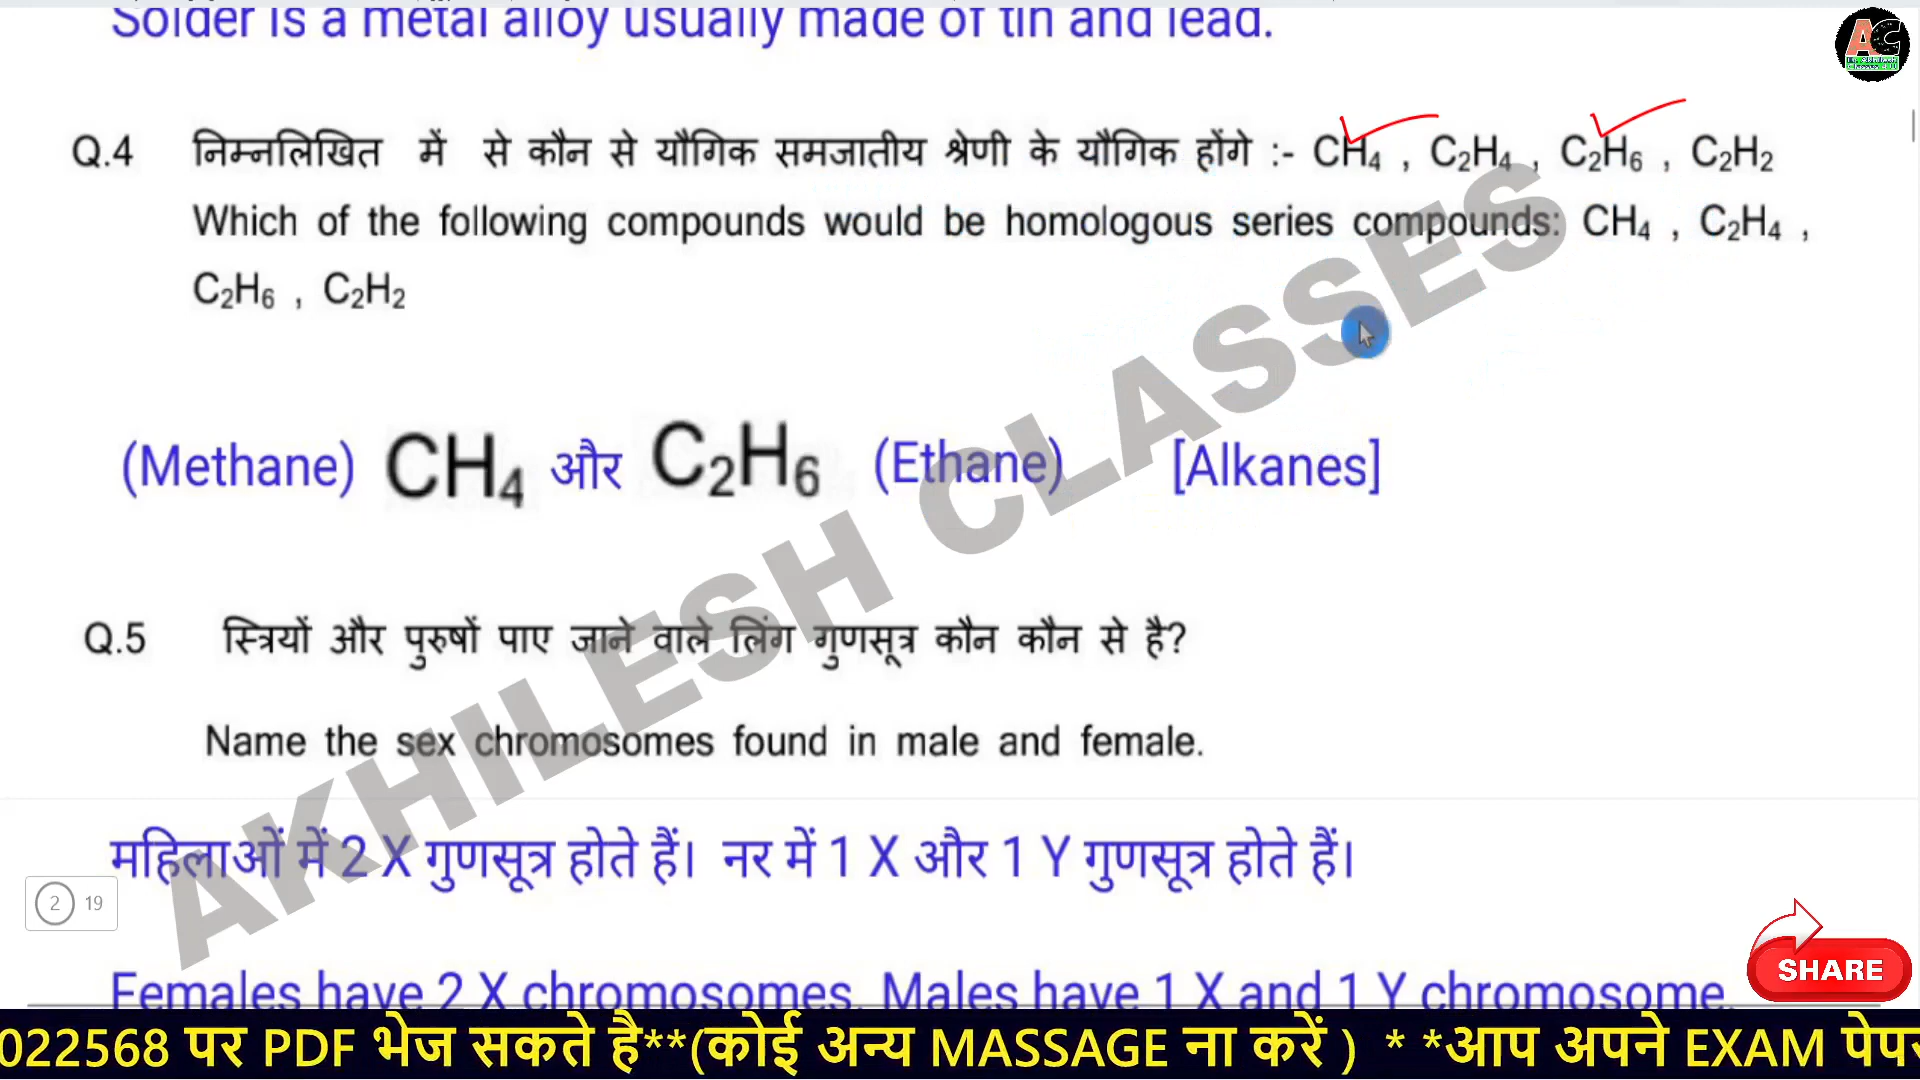 Solder is a metal alloy usually made of tin and lead.
AC
Q.4 निम्नलिखित में से कौन से यौगिक समजातीय श्रेणी के यौगिक होंगे :- CH₄ , C₂H₄ , C₂H₆ , C₂H₂
Which of the following compounds would be homologous series compounds: CH₄ , C₂H₄ ,
C₂H₆ , C₂H₂
(Methane) CH₄ और C₂H₆ (Ethane) [Alkanes]
AKHILESH CLASSES
Q.5 स्त्रियों और पुरुषों पाए जाने वाले लिंग गुणसूत्र कौन कौन से है?
Name the sex chromosomes found in male and female.
महिलाओं में 2 X गुणसूत्र होते हैं। नर में 1 X और 1 Y गुणसूत्र होते हैं।
2 19
Females have 2 X chromosomes. Males have 1 X and 1 Y chromosome.
SHARE
022568 पर PDF भेज सकते है**(कोई अन्य MASSAGE ना करें ) * *आप अपने EXAM पेपर